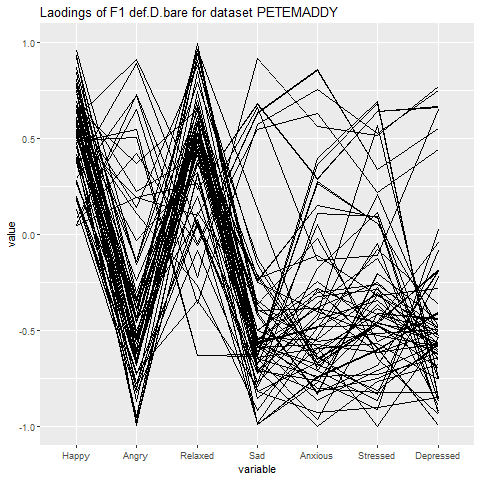 Laodings of F1 def.D.bare for dataset PETEMADDY
1.0
0.5
0.0
-0.5
-1.0
value
Happy Angry Relaxed Sad Anxious Stressed Depressed
variable